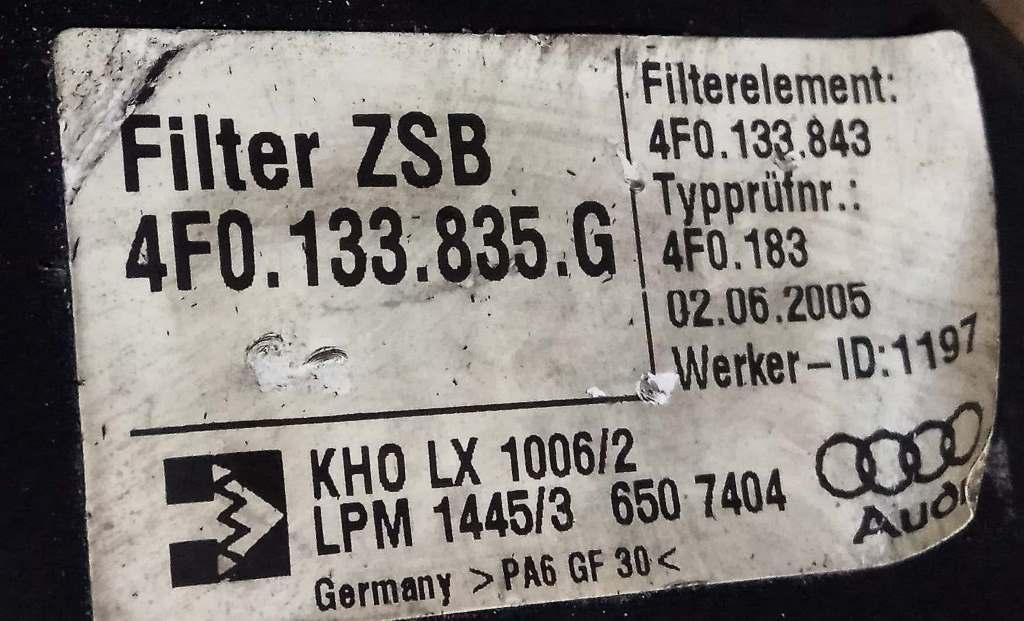 Filter ZSB
4F0.133.835.G
Filterelement:
4F0.133.843
Typprüfnr.:
4F0.183
02.06.2005
Werker-ID:1197
KHO LX 1006/2
LPM 1445/3 650 7404
Germany >PA6 GF 30<
Audi